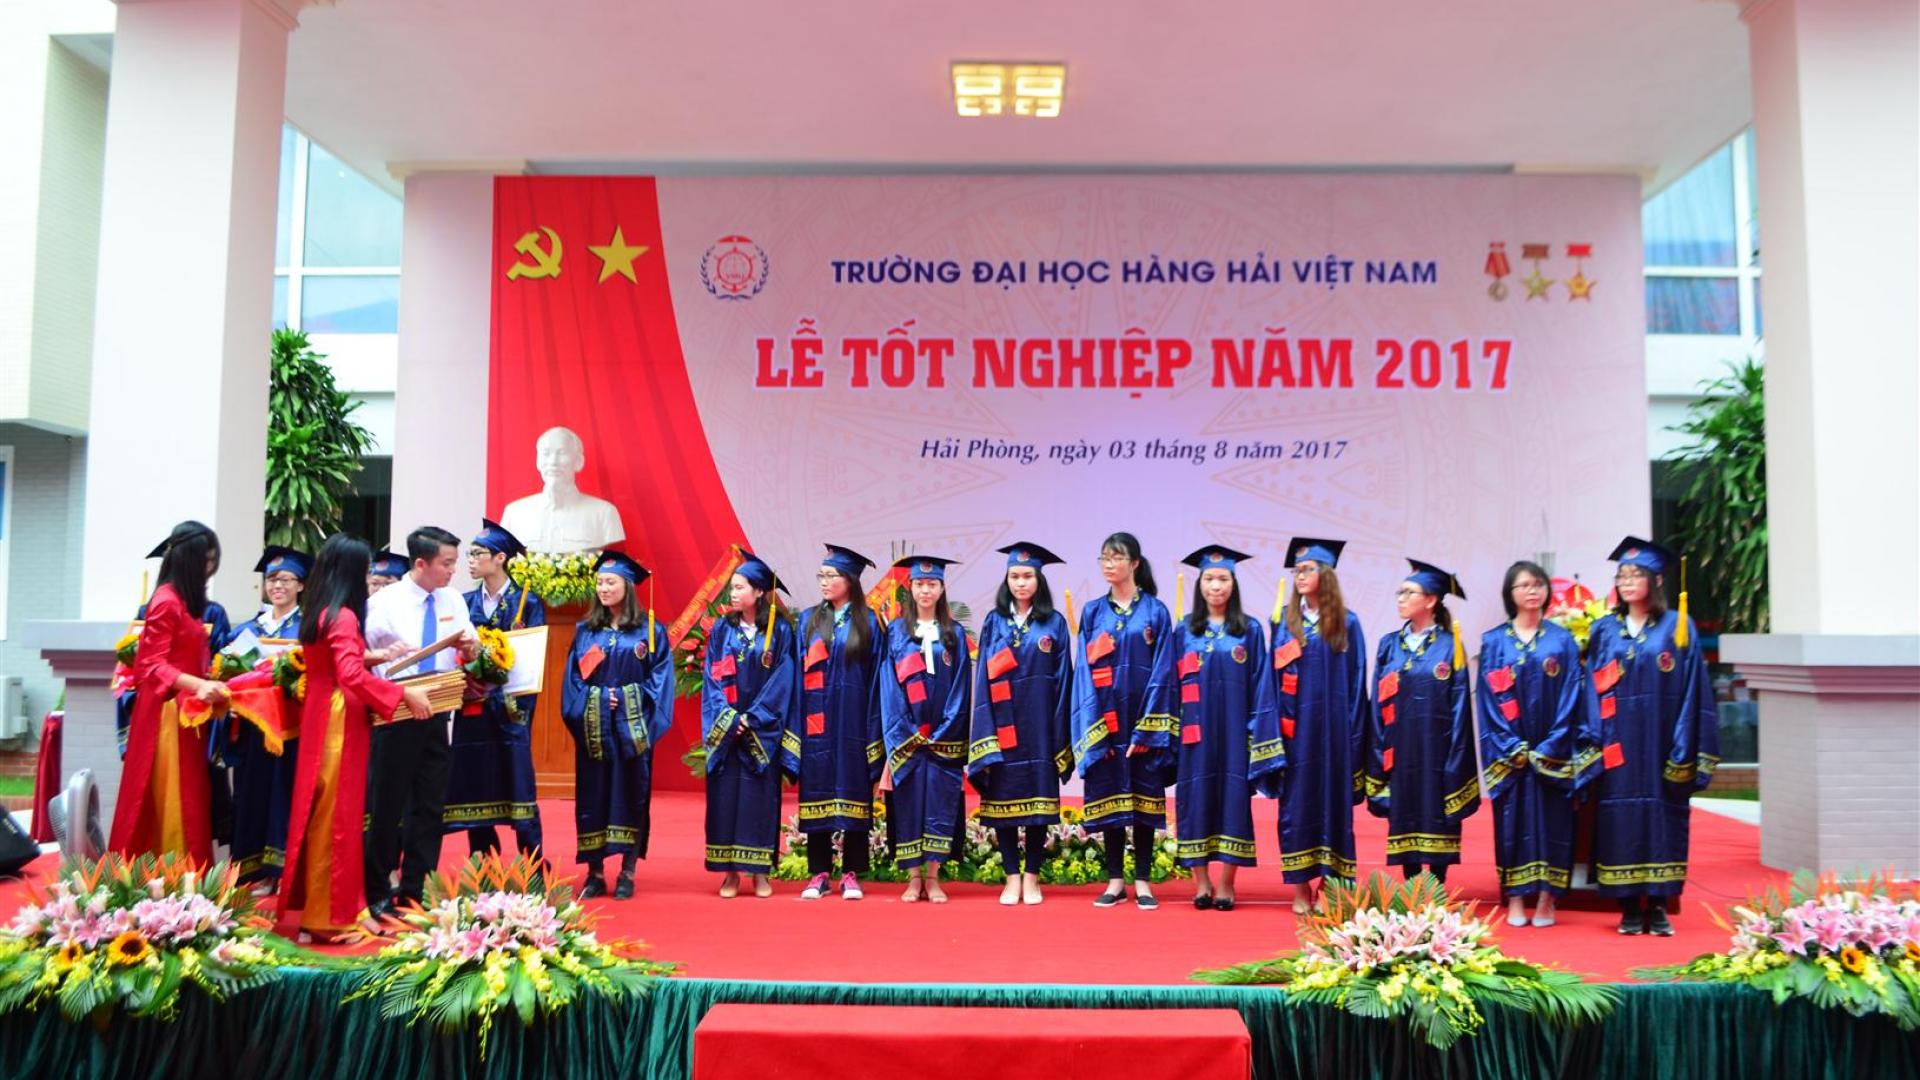 TRƯỜNG ĐẠI HỌC HÀNG HẢI VIỆT NAM
LỄ TỐT NGHIỆP NĂM 2017
Hải Phòng, ngày 03 tháng 8 năm 2017